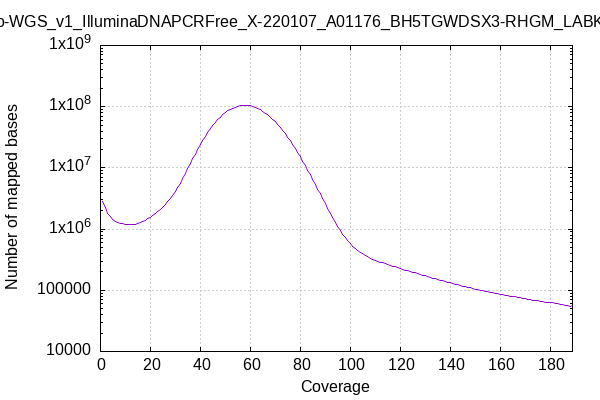 o-WGS_v1_IlluminaDNAPCRFree_X-220107_A01176_BH5TGWDSX3-RHGM_LABK
1x10^9
1x10^8
1x10^7
1x10^6
100000
10000
Number of mapped bases
0 20 40 60 80 100 120 140 160 180
Coverage